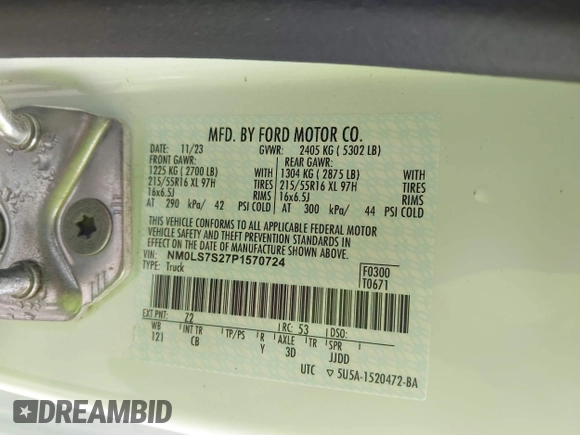 MFD. BY FORD MOTOR CO.
DATE: 11/23 GVWR: 2405 KG ( 5302 LB)
FRONT GAWR: REAR GAWR:
1225 KG ( 2700 LB) WITH 1304 KG ( 2875 LB) WITH
215/55R16 XL 97H TIRES 215/55R16 XL 97H TIRES
16x6.5J RIMS 16x6.5J RIMS
AT 290 kPa/ 42 PSI COLD AT 300 kPa/ 44 PSI COLD
THIS VEHICLE CONFORMS TO ALL APPLICABLE FEDERAL MOTOR
VEHICLE SAFETY AND THEFT PREVENTION STANDARDS IN EFFECT
ON THE DATE OF MANUFACTURE SHOWN ABOVE.
VIN: NM0LS7S27P1570724 F0300
TYPE: Truck T0671
EXT PNT: Z2 RC: 53 DSO:
WB INT TR TP/PS R AXLE TR SPR
121 CB Y 3D JJDD
UTC ▽ 5U5A-1520472-BA
DREAMBID